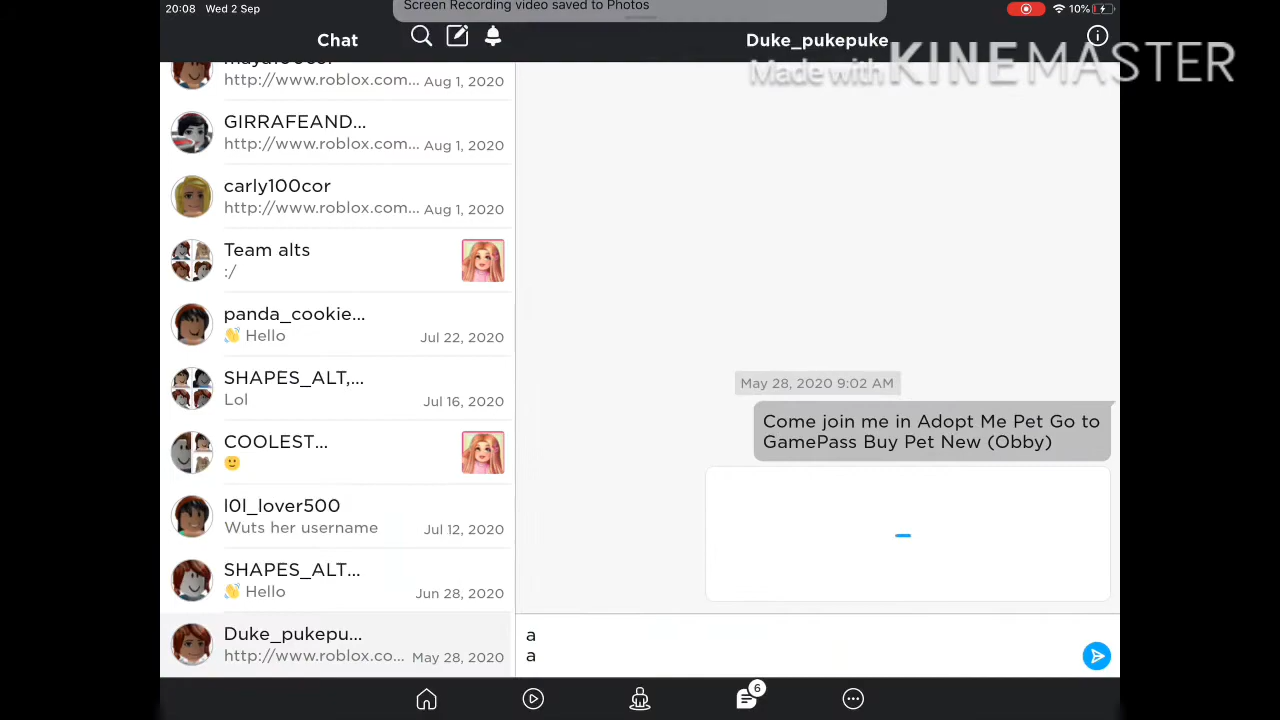 20:08 Wed 2 Sep
Screen Recording video saved to Photos
10%
Chat
Duke_pukepuke
Made with KINEMASTER
http://www.roblox.com... Aug 1, 2020
GIRRAFEAND...
http://www.roblox.com... Aug 1, 2020
carly100cor
http://www.roblox.com... Aug 1, 2020
Team alts
:/
panda_cookie...
👋 Hello Jul 22, 2020
SHAPES_ALT,...
Lol Jul 16, 2020
COOLEST...
🙂
l0l_lover500
Wuts her username Jul 12, 2020
SHAPES_ALT...
👋 Hello Jun 28, 2020
Duke_pukepu...
http://www.roblox.co... May 28, 2020
May 28, 2020 9:02 AM
Come join me in Adopt Me Pet Go to
GamePass Buy Pet New (Obby)
a
a
6